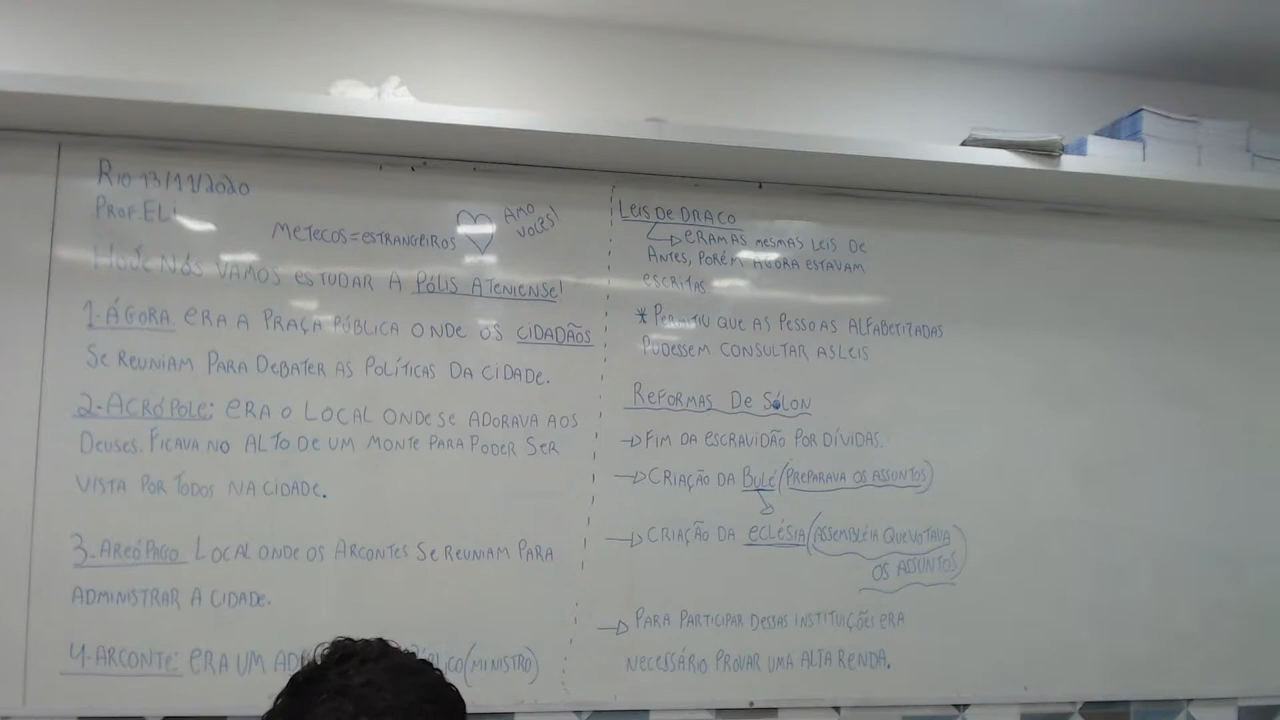 Rio 13/11/2020
Prof. Eli
METECOS = ESTRANGEIROS
AMO
VOCÊS!
HOJE NÓS VAMOS ESTUDAR A PÓLIS ATENIENSE!
1-ÁGORA ERA A PRAÇA PÚBLICA ONDE OS CIDADÃOS
SE REUNIAM PARA DEBATER AS POLÍTICAS DA CIDADE.
2-ACRÓPOLE: ERA O LOCAL ONDE SE ADORAVA AOS
DEUSES. FICAVA NO ALTO DE UM MONTE PARA PODER SER
VISTA POR TODOS NA CIDADE.
3-AREÓPAGO LOCAL ONDE OS ARCONTES SE REUNIAM PARA
ADMINISTRAR A CIDADE.
4-ARCONTE: ERA UM (MINISTRO)
LEIS DE DRACO
ERAM AS MESMAS LEIS DE
ANTES, PORÉM AGORA ESTAVAM
ESCRITAS
* PERMITIU QUE AS PESSOAS ALFABETIZADAS
PUDESSEM CONSULTAR AS LEIS
REFORMAS DE SÓLON
→ FIM DA ESCRAVIDÃO POR DÍVIDAS.
→ CRIAÇÃO DA BULÉ (PREPARAVA OS ASSUNTOS)
→ CRIAÇÃO DA ECLÉSIA (ASSEMBLÉIA QUE VOTAVA
OS ASSUNTOS)
→ PARA PARTICIPAR DESSAS INSTITUIÇÕES ERA
NECESSÁRIO PROVAR UMA ALTA RENDA.